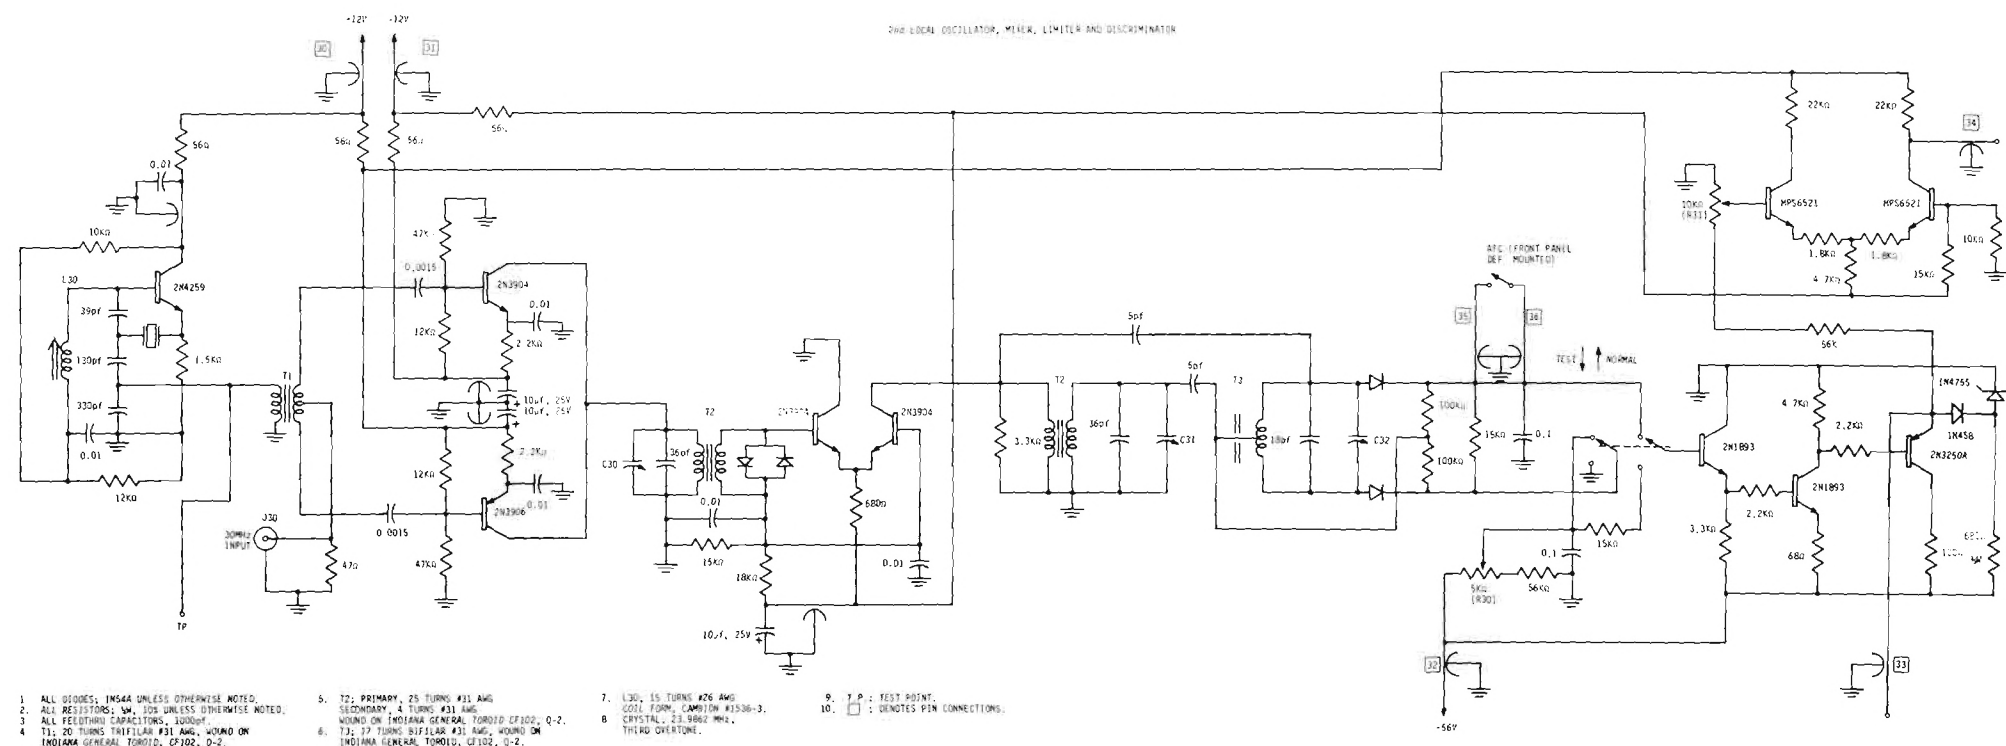 2nd LOCAL OSCILLATOR, MIXER, LIMITER AND DISCRIMINATOR
-12V
-12V
30
31
56Ω
56Ω
56Ω
56Ω
0.01
10KΩ
L30
2N4259
39pf
130pf
330pf
0.01
1.5KΩ
12KΩ
TP
T1
J30
30MHz
INPUT
47Ω
47K
0.0015
2N3904
0.01
12KΩ
2.2KΩ
10µf, 25V
10µf, 25V
12KΩ
2.2KΩ
0.01
2N3906
0.0015
47KΩ
C30
36pf
T2
0.01
15KΩ
18KΩ
10µf, 25V
2N3904
2N3904
680Ω
0.01
5pf
3.3KΩ
T2
36pf
C31
5pf
T3
18pf
C32
100KΩ
100KΩ
15KΩ
0.1
35
36
AFC (FRONT PANEL
DEF MOUNTED)
TEST
NORMAL
0.1
15KΩ
5KΩ
(R30)
56KΩ
32
-56V
2N1893
3.3KΩ
2.2KΩ
4.7KΩ
2N1893
68Ω
2.2KΩ
2N3250A
1N458
1N4755
33
56K
22KΩ
22KΩ
34
10KΩ
(R31)
MPS6521
MPS6521
1.8KΩ
1.8KΩ
4.7KΩ
15KΩ
10KΩ
1 ALL DIODES; 1N54A UNLESS OTHERWISE NOTED.
2. ALL RESISTORS; ¼W, 10% UNLESS OTHERWISE NOTED.
3 ALL FEEDTHRU CAPACITORS, 1000pf.
4 T1; 20 TURNS TRIFILAR #31 AWG, WOUND ON
INDIANA GENERAL TOROID, CF102, Q-2.
5. T2; PRIMARY, 25 TURNS #31 AWG
SECONDARY, 4 TURNS #31 AWG
WOUND ON INDIANA GENERAL TOROID CF102, Q-2.
6. T3; 17 TURNS BIFILAR #31 AWG, WOUND ON
INDIANA GENERAL TOROID, CF102, Q-2.
7. L30, 15 TURNS #26 AWG
COIL FORM, CAMBION #1536-3.
8 CRYSTAL, 23.9862 MHz,
THIRD OVERTONE.
9. T.P.; TEST POINT.
10. ; DENOTES PIN CONNECTIONS.